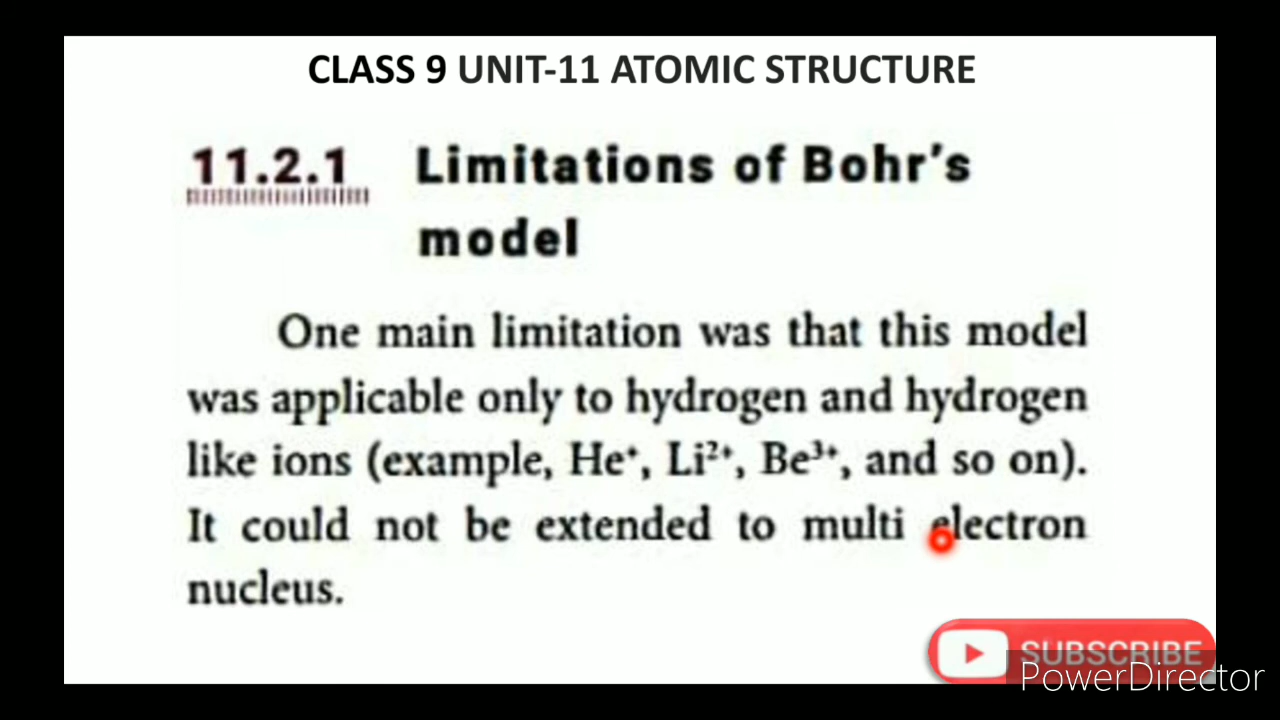 CLASS 9 UNIT-11 ATOMIC STRUCTURE
11.2.1 Limitations of Bohr's
model
One main limitation was that this model
was applicable only to hydrogen and hydrogen
like ions (example, He⁺, Li²⁺, Be³⁺, and so on).
It could not be extended to multi electron
nucleus.
SUBSCRIBE
PowerDirector